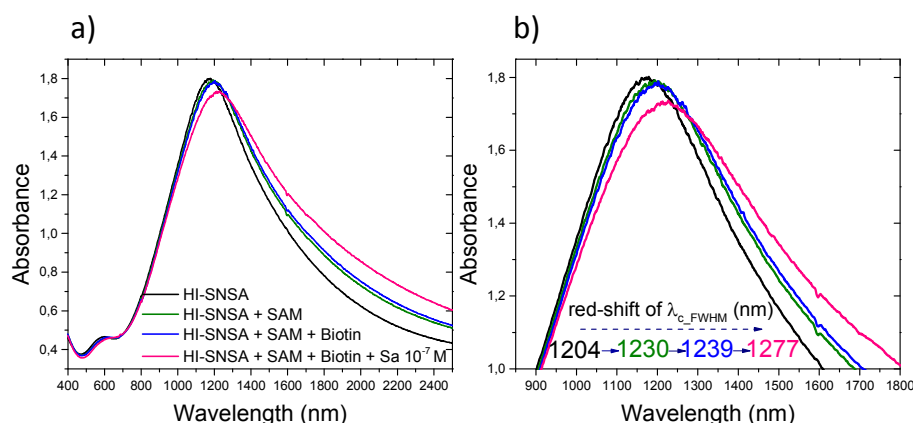 a)
b)
Absorbance
1,8
1,6
1,4
1,2
1,0
0,8
0,6
0,4
HI-SNSA
HI-SNSA + SAM
HI-SNSA + SAM + Biotin
HI-SNSA + SAM + Biotin + Sa 10⁻⁷ M
400 600 800 1000 1200 1400 1600 1800 2000 2200 2400
Wavelength (nm)
Absorbance
1,8
1,6
1,4
1,2
1,0
red-shift of λc_FWHM (nm)
1204 1230 1239 1277
900 1000 1100 1200 1300 1400 1500 1600 1700 1800
Wavelength (nm)